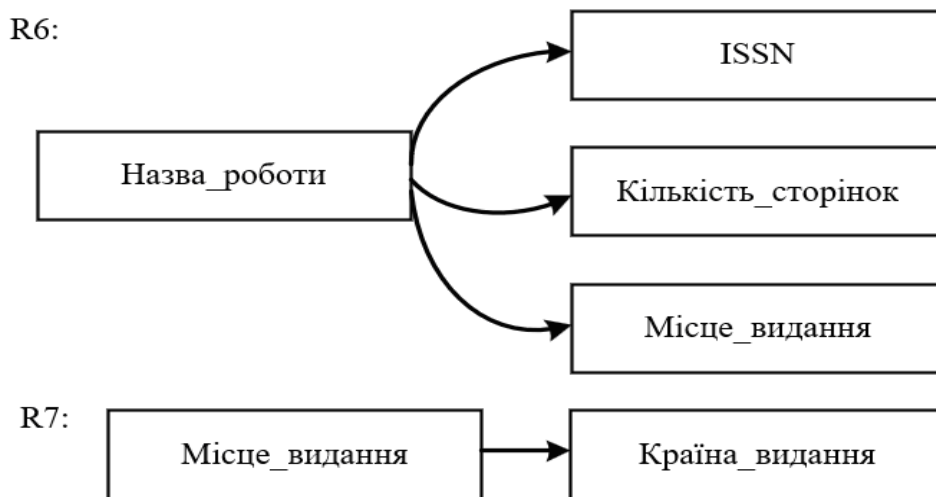 R6:
ISSN
Назва_роботи
Кількість_сторінок
Місце_видання
R7:
Місце_видання
Країна_видання